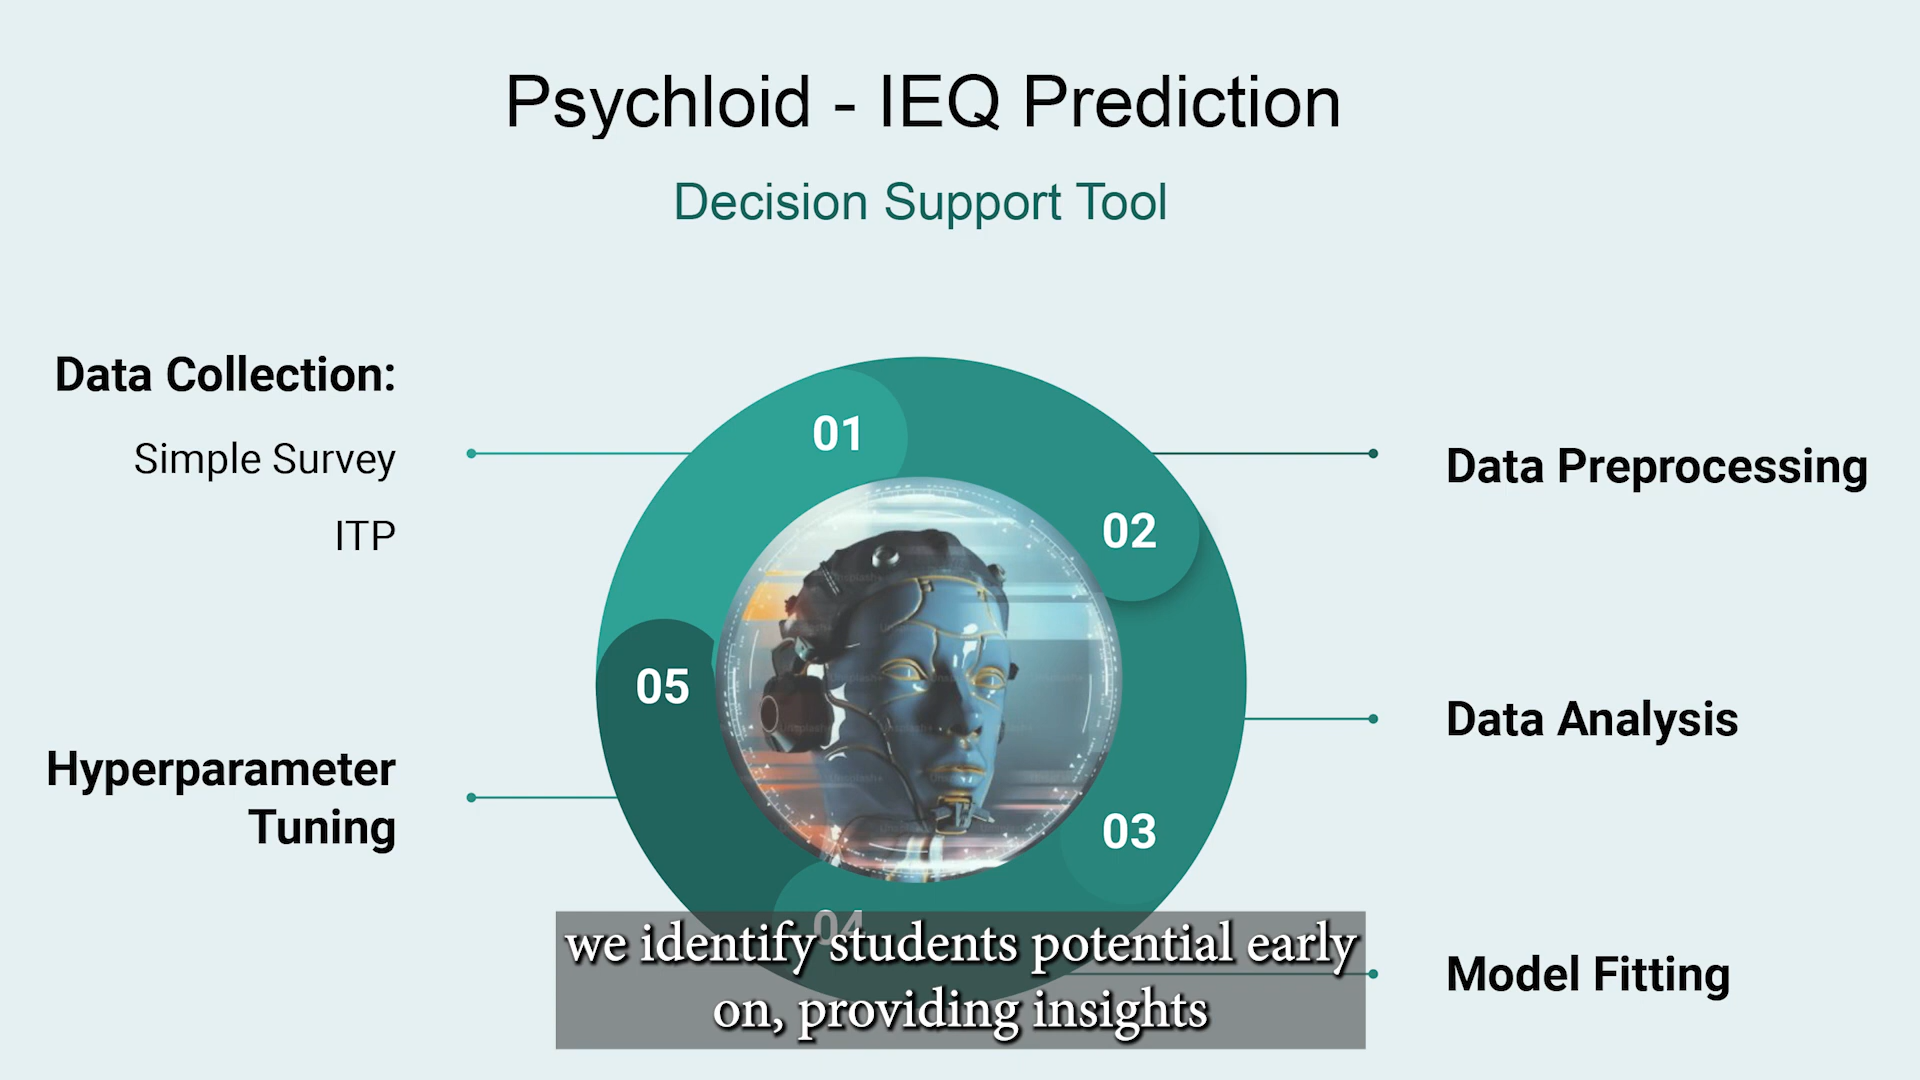 Psychloid - IEQ Prediction
Decision Support Tool
Data Collection:
Simple Survey
ITP
Hyperparameter
Tuning
01
02
03
04
05
Data Preprocessing
Data Analysis
Model Fitting
we identify students potential early
on, providing insights